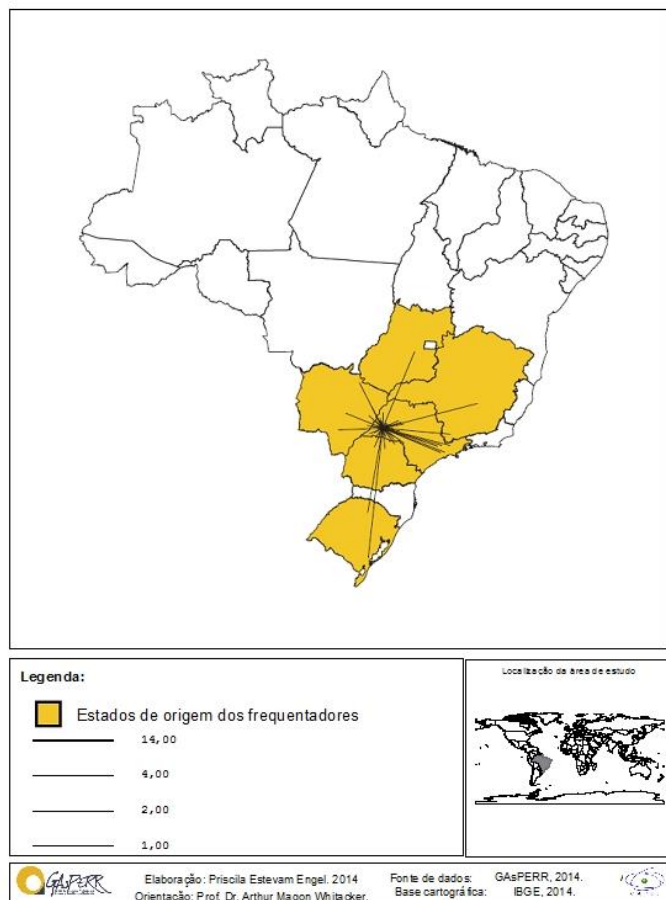 Legenda:
Estados de origem dos frequentadores
14,00
4,00
2,00
1,00
Localização da área de estudo
GAsPERR
Elaboração: Priscila Estevam Engel. 2014
Orientação: Prof. Dr. Arthur Magon Whitacker.
Fonte de dados: GAsPERR, 2014.
Base cartográfica: IBGE, 2014.